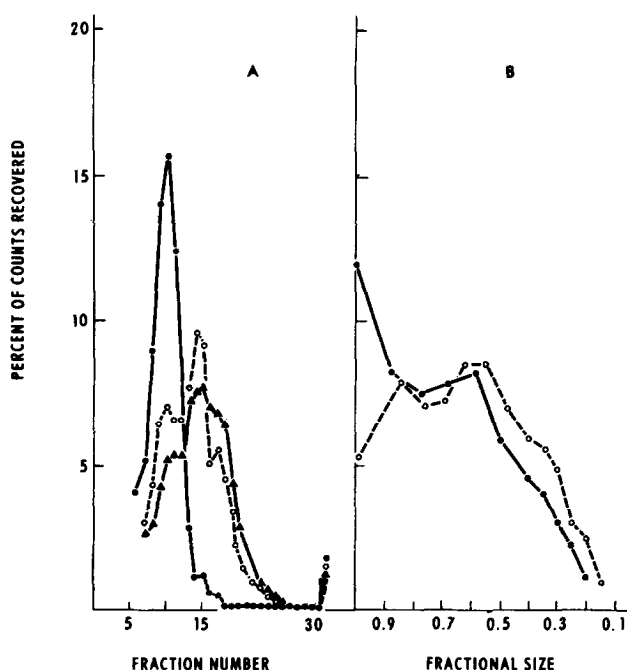 20
15
10
5
PERCENT OF COUNTS RECOVERED
A
B
5 15 30
0.9 0.7 0.5 0.3 0.1
FRACTION NUMBER
FRACTIONAL SIZE